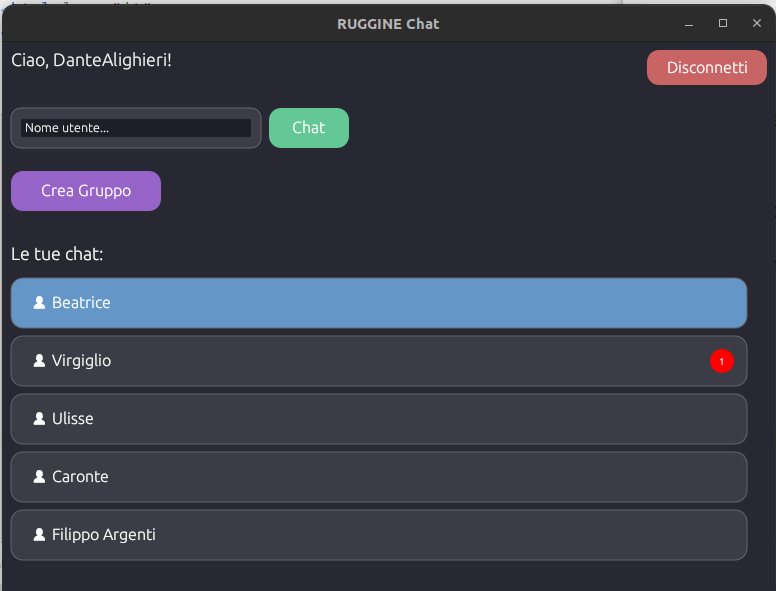 RUGGINE Chat
Ciao, DanteAlighieri!
Disconnetti
Nome utente...
Chat
Crea Gruppo
Le tue chat:
Beatrice
Virgiglio
1
Ulisse
Caronte
Filippo Argenti